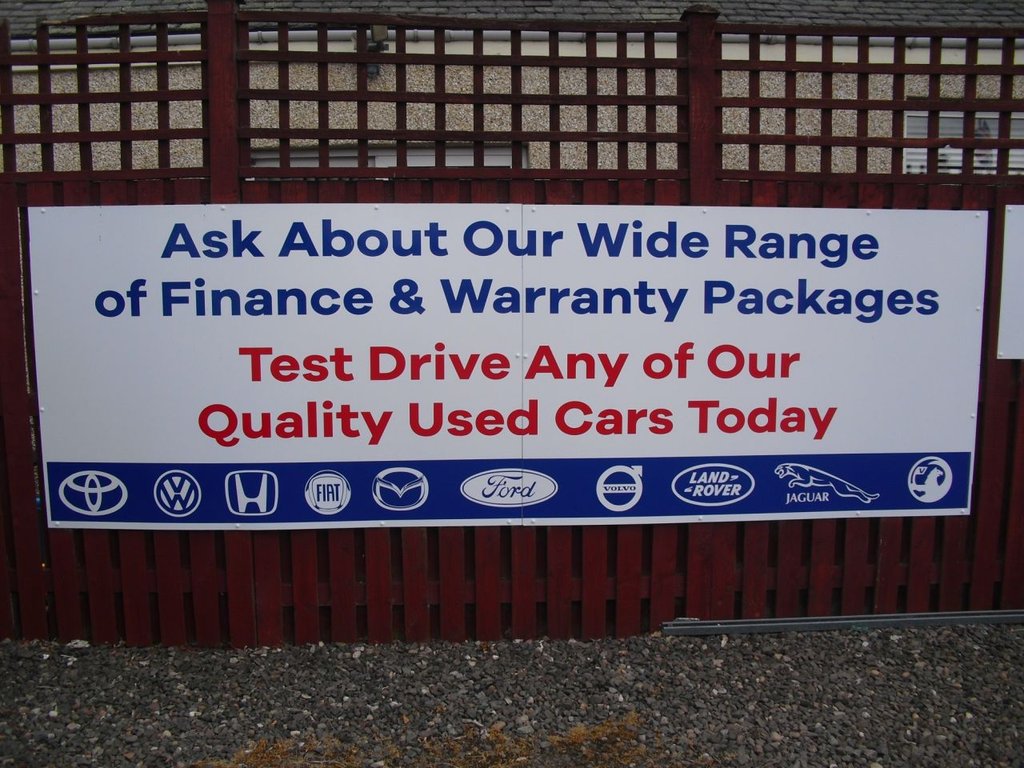 Ask About Our Wide Range
of Finance & Warranty Packages
Test Drive Any of Our
Quality Used Cars Today
FIAT Ford VOLVO LAND-ROVER JAGUAR